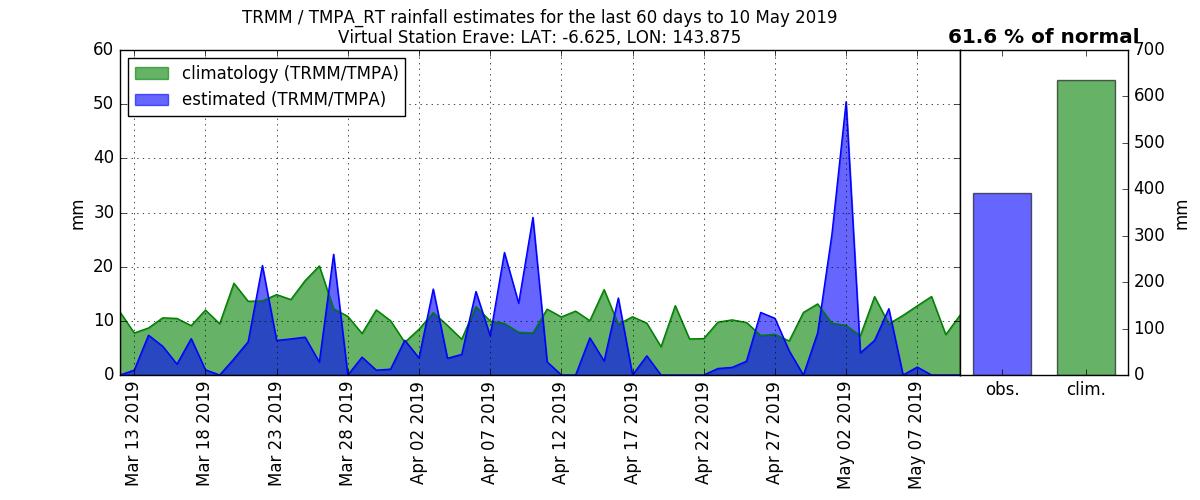 TRMM / TMPA_RT rainfall estimates for the last 60 days to 10 May 2019
Virtual Station Erave: LAT: -6.625, LON: 143.875
61.6 % of normal
climatology (TRMM/TMPA)
estimated (TRMM/TMPA)
60
50
40
30
20
10
0
mm
Mar 13 2019
Mar 18 2019
Mar 23 2019
Mar 28 2019
Apr 02 2019
Apr 07 2019
Apr 12 2019
Apr 17 2019
Apr 22 2019
Apr 27 2019
May 02 2019
May 07 2019
obs.
clim.
700
600
500
400
300
200
100
0
mm